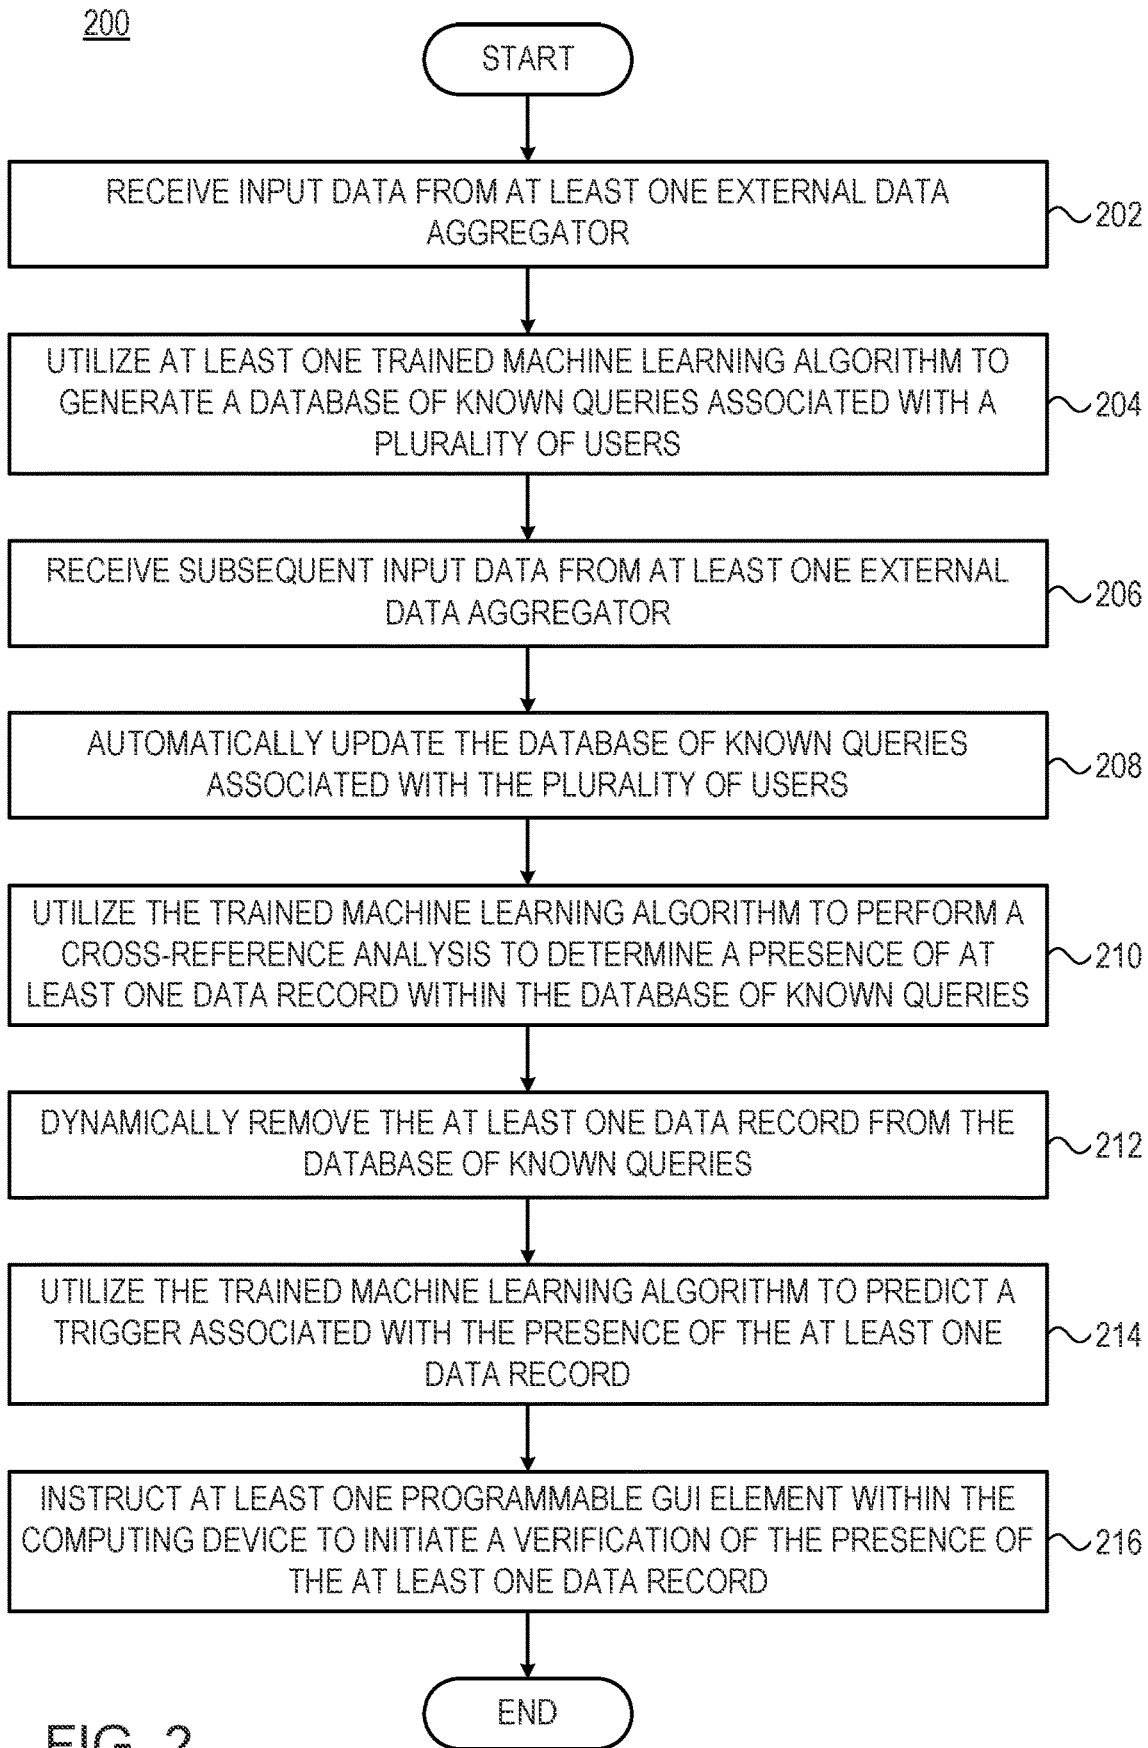 200
START
RECEIVE INPUT DATA FROM AT LEAST ONE EXTERNAL DATA
AGGREGATOR
202
UTILIZE AT LEAST ONE TRAINED MACHINE LEARNING ALGORITHM TO
GENERATE A DATABASE OF KNOWN QUERIES ASSOCIATED WITH A
PLURALITY OF USERS
204
RECEIVE SUBSEQUENT INPUT DATA FROM AT LEAST ONE EXTERNAL
DATA AGGREGATOR
206
AUTOMATICALLY UPDATE THE DATABASE OF KNOWN QUERIES
ASSOCIATED WITH THE PLURALITY OF USERS
208
UTILIZE THE TRAINED MACHINE LEARNING ALGORITHM TO PERFORM A
CROSS-REFERENCE ANALYSIS TO DETERMINE A PRESENCE OF AT
LEAST ONE DATA RECORD WITHIN THE DATABASE OF KNOWN QUERIES
210
DYNAMICALLY REMOVE THE AT LEAST ONE DATA RECORD FROM THE
DATABASE OF KNOWN QUERIES
212
UTILIZE THE TRAINED MACHINE LEARNING ALGORITHM TO PREDICT A
TRIGGER ASSOCIATED WITH THE PRESENCE OF THE AT LEAST ONE
DATA RECORD
214
INSTRUCT AT LEAST ONE PROGRAMMABLE GUI ELEMENT WITHIN THE
COMPUTING DEVICE TO INITIATE A VERIFICATION OF THE PRESENCE OF
THE AT LEAST ONE DATA RECORD
216
END
FIG. 2